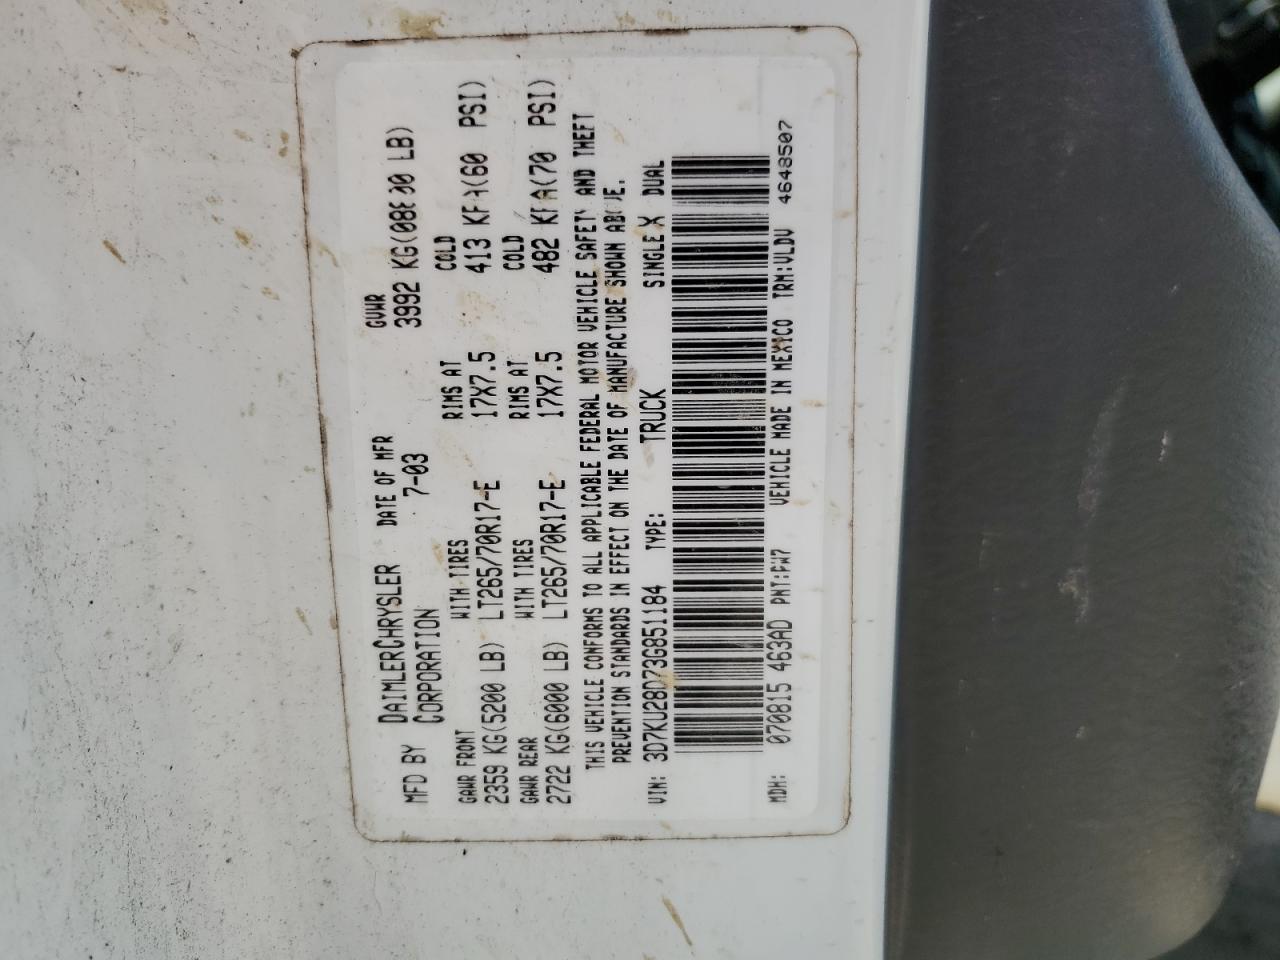 MFD BY DAIMLERCHRYSLER CORPORATION DATE OF MFR 7-03 GVWR 3992 KG( LB)
GAWR FRONT WITH TIRES RIMS AT COLD
2359 KG(5200 LB) LT265/70R17-E 17X7.5 413 KPA(60 PSI)
GAWR REAR WITH TIRES RIMS AT COLD
2722 KG(6000 LB) LT265/70R17-E 17X7.5 482 KPA(70 PSI)
THIS VEHICLE CONFORMS TO ALL APPLICABLE FEDERAL MOTOR VEHICLE SAFETY AND THEFT
PREVENTION STANDARDS IN EFFECT ON THE DATE OF MANUFACTURE SHOWN ABOVE.
VIN: 3D7KU28D73G851184 TYPE: TRUCK SINGLE X DUAL
MDH: 070815 463AD PNT:PW7 VEHICLE MADE IN MEXICO TRM:VLDV 4648507